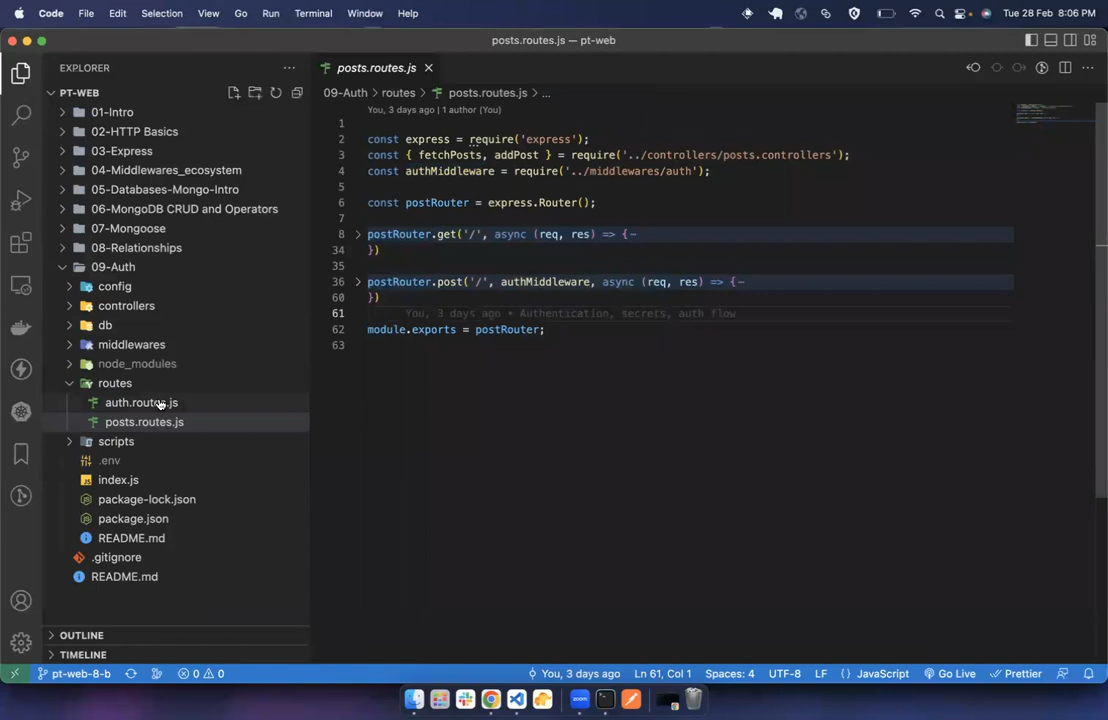 Code File Edit Selection View Go Run Terminal Window Help Tue 28 Feb 8:06 PM
posts.routes.js — pt-web
EXPLORER
PT-WEB
01-Intro
02-HTTP Basics
03-Express
04-Middlewares_ecosystem
05-Databases-Mongo-Intro
06-MongoDB CRUD and Operators
07-Mongoose
08-Relationships
09-Auth
config
controllers
db
middlewares
node_modules
routes
auth.routes.js
posts.routes.js
scripts
.env
index.js
package-lock.json
package.json
README.md
.gitignore
README.md
OUTLINE
TIMELINE
posts.routes.js
09-Auth > routes > posts.routes.js > ...
You, 3 days ago | 1 author (You)
1
2 const express = require('express');
3 const { fetchPosts, addPost } = require('../controllers/posts.controllers');
4 const authMiddleware = require('../middlewares/auth');
5
6 const postRouter = express.Router();
7
8 postRouter.get('/', async (req, res) => {
34 })
35
36 postRouter.post('/', authMiddleware, async (req, res) => {
60 })
61 You, 3 days ago • Authentication, secrets, auth flow
62 module.exports = postRouter;
63
pt-web-8-b 0 0 You, 3 days ago Ln 61, Col 1 Spaces: 4 UTF-8 LF {} JavaScript Go Live Prettier